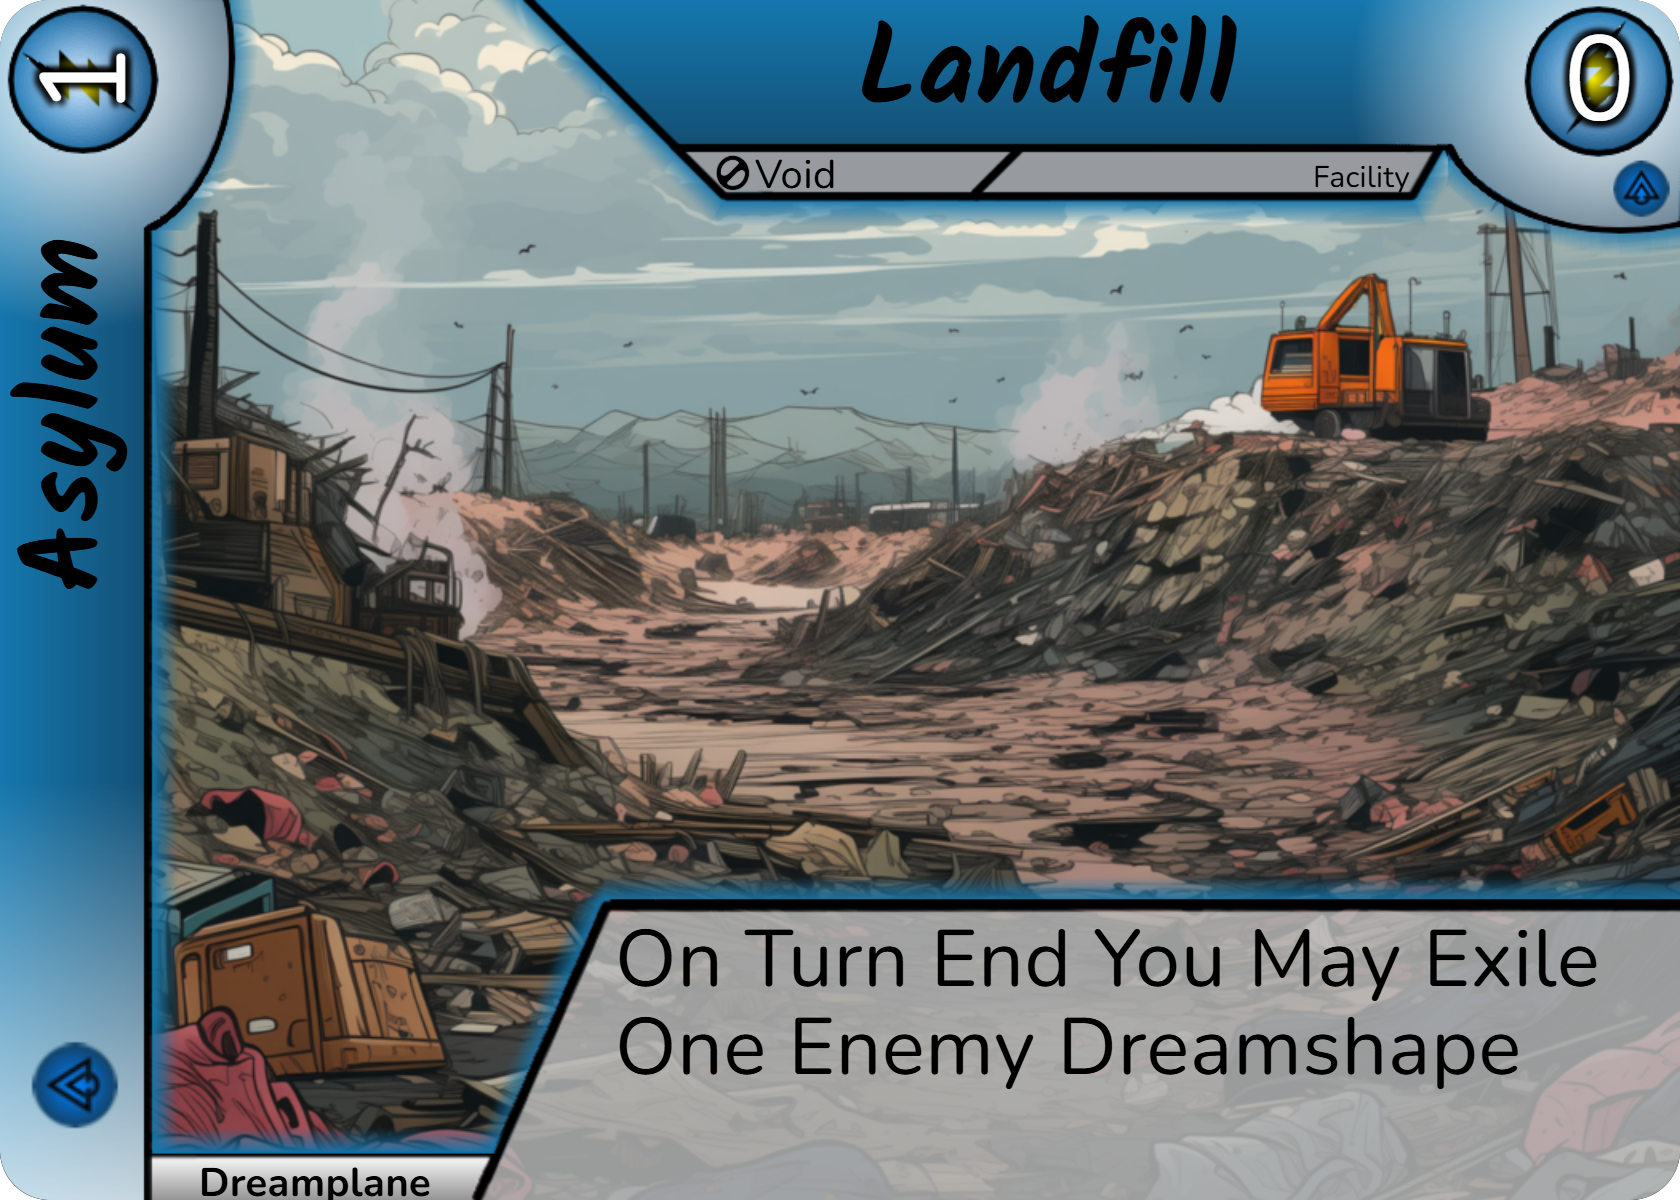 1
Landfill
0
Void
Facility
Asylum
On Turn End You May Exile
One Enemy Dreamshape
Dreamplane